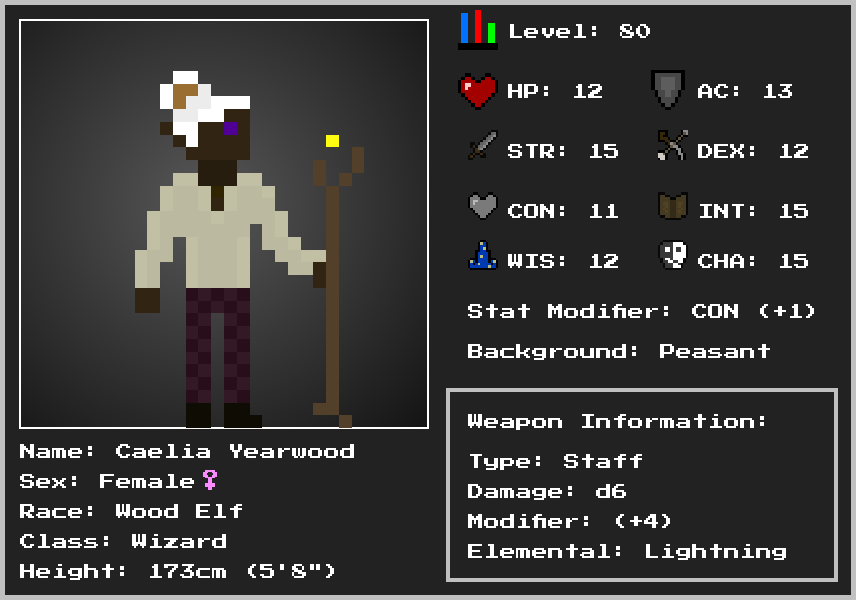 Level: 80
HP: 12
AC: 13
STR: 15
DEX: 12
CON: 11
INT: 15
WIS: 12
CHA: 15
Stat Modifier: CON (+1)
Background: Peasant
Weapon Information:
Type: Staff
Damage: d6
Modifier: (+4)
Elemental: Lightning
Name: Caelia Yearwood
Sex: Female♀
Race: Wood Elf
Class: Wizard
Height: 173cm (5'8")